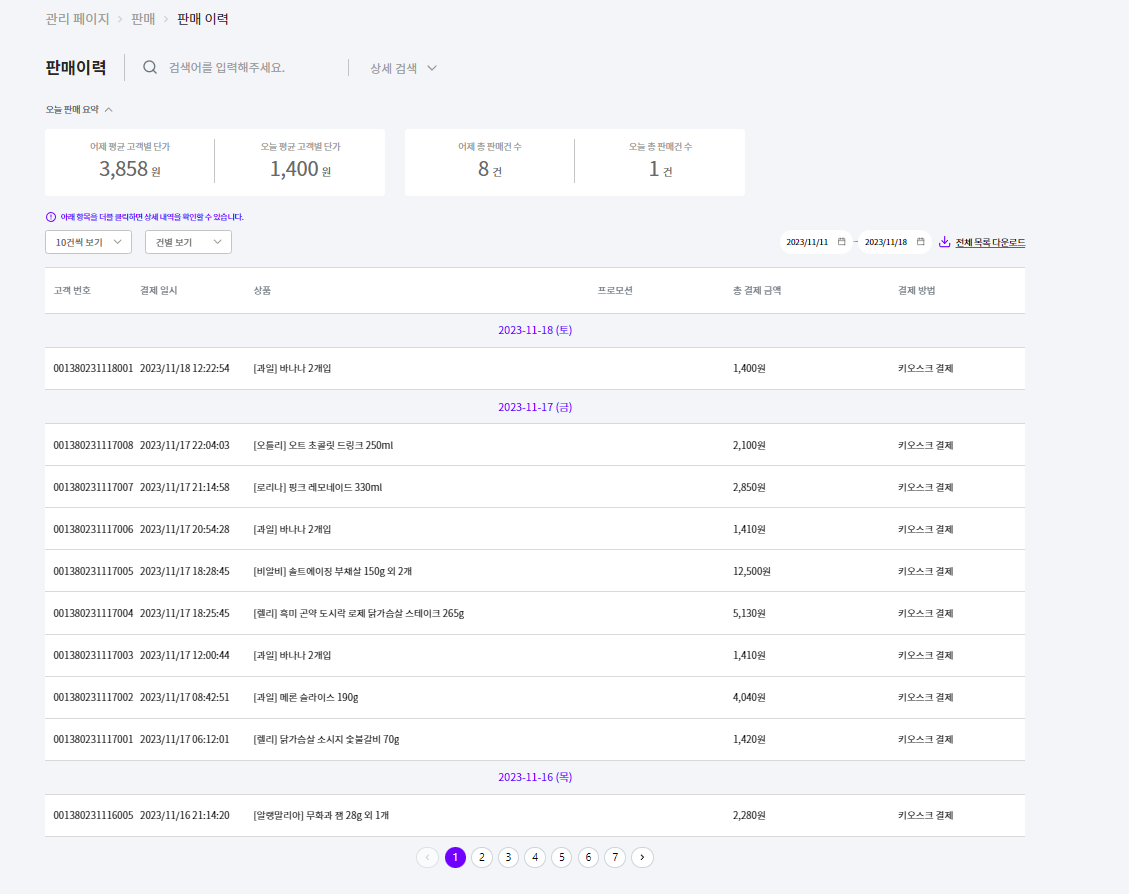 관리 페이지 > 판매 > 판매 이력
판매이력 검색어를 입력해주세요. 상세 검색
오늘 판매 요약
어제 평균 고객별 단가 오늘 평균 고객별 단가 어제 총 판매건 수 오늘 총 판매건 수
3,858 원 1,400 원 8 건 1 건
아래 항목을 더블 클릭하면 상세 내역을 확인할 수 있습니다.
10건씩 보기 건별 보기 2023/11/11 - 2023/11/18 전체 목록 다운로드
고객 번호 결제 일시 상품 프로모션 총 결제 금액 결제 방법
2023-11-18 (토)
001380231118001 2023/11/18 12:22:54 [과일] 바나나 2개입 1,400원 키오스크 결제
2023-11-17 (금)
001380231117008 2023/11/17 22:04:03 [오틀리] 오트 초콜릿 드링크 250ml 2,100원 키오스크 결제
001380231117007 2023/11/17 21:14:58 [로리나] 핑크 레모네이드 330ml 2,850원 키오스크 결제
001380231117006 2023/11/17 20:54:28 [과일] 바나나 2개입 1,410원 키오스크 결제
001380231117005 2023/11/17 18:28:45 [비알비] 솔트에이징 부채살 150g 외 2개 12,500원 키오스크 결제
001380231117004 2023/11/17 18:25:45 [랠리] 흑미 곤약 도시락 로제 닭가슴살 스테이크 265g 5,130원 키오스크 결제
001380231117003 2023/11/17 12:00:44 [과일] 바나나 2개입 1,410원 키오스크 결제
001380231117002 2023/11/17 08:42:51 [과일] 메론 슬라이스 190g 4,040원 키오스크 결제
001380231117001 2023/11/17 06:12:01 [랠리] 닭가슴살 소시지 숯불갈비 70g 1,420원 키오스크 결제
2023-11-16 (목)
001380231116005 2023/11/16 21:14:20 [알랭말리아] 무화과 잼 28g 외 1개 2,280원 키오스크 결제
‹ 1 2 3 4 5 6 7 ›